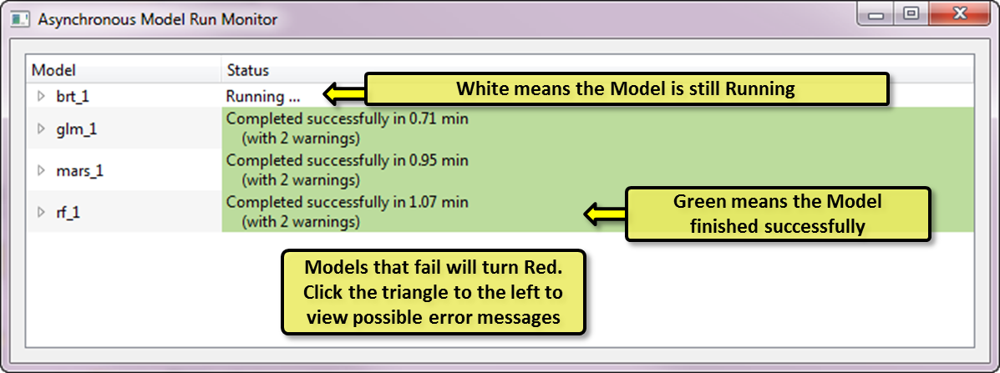 Asynchronous Model Run Monitor
Model Status
brt_1 Running ...
White means the Model is still Running
glm_1 Completed successfully in 0.71 min
(with 2 warnings)
mars_1 Completed successfully in 0.95 min
(with 2 warnings)
rf_1 Completed successfully in 1.07 min
(with 2 warnings)
Green means the Model
finished successfully
Models that fail will turn Red.
Click the triangle to the left to
view possible error messages